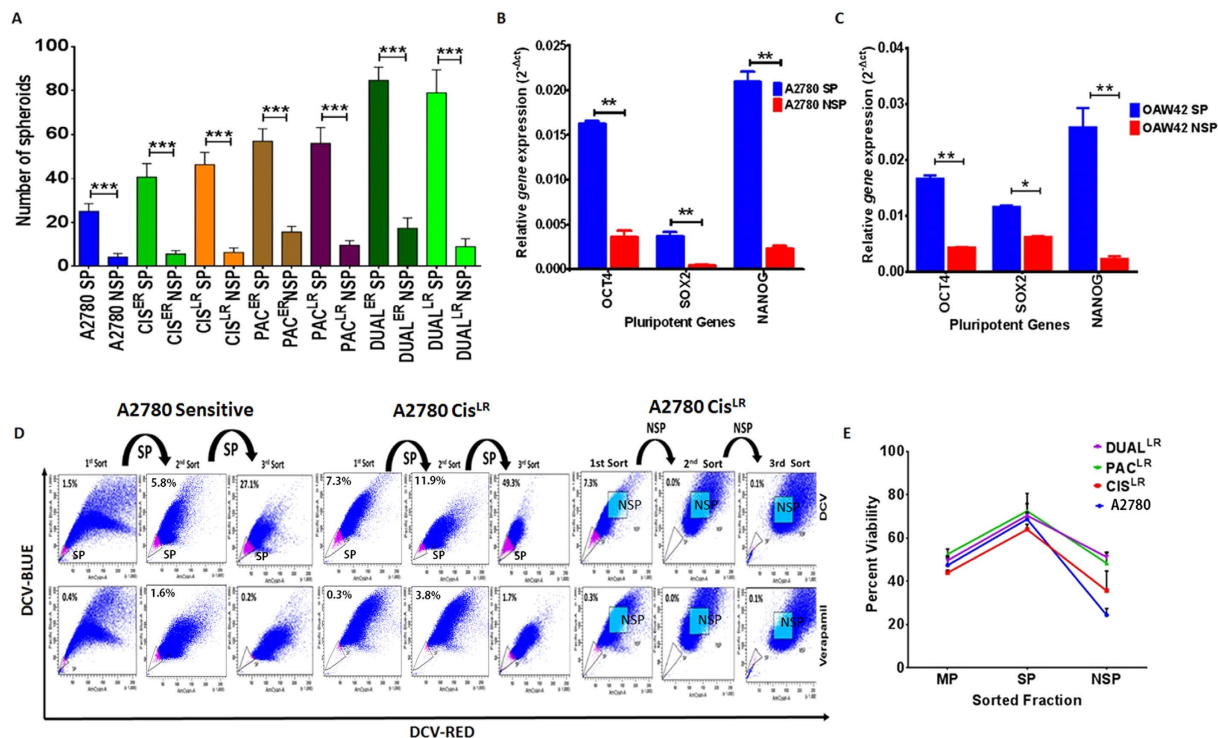 A
Number of spheroids
100
80
60
40
20
0
*** *** *** *** *** *** ***
A2780 SP
A2780 NSP
CIS^ER SP
CIS^ER NSP
CIS^LR SP
CIS^LR NSP
PAC^ER SP
PAC^ER NSP
PAC^LR SP
PAC^LR NSP
DUAL^ER SP
DUAL^ER NSP
DUAL^LR SP
DUAL^LR NSP
B
Relative gene expression (2^-Δct)
0.025
0.020
0.015
0.010
0.005
0.000
** ** **
A2780 SP
A2780 NSP
OCT4
SOX2
NANOG
Pluripotent Genes
C
Relative gene expression (2^-Δct)
0.04
0.03
0.02
0.01
0.00
** * **
OAW42 SP
OAW42 NSP
OCT4
SOX2
NANOG
Pluripotent Genes
D
A2780 Sensitive
A2780 Cis^LR
A2780 Cis^LR
SP SP SP SP NSP NSP
1st Sort 2nd Sort 3rd Sort 1st Sort 2nd Sort 3rd Sort 1st Sort 2nd Sort 3rd Sort
1.5% 5.8% 27.1% 7.3% 11.9% 49.3% 7.3% 0.0% 0.1%
SP SP SP SP SP SP NSP NSP NSP
DCV
0.4% 1.6% 0.2% 0.3% 3.8% 1.7% 0.3% 0.0% 0.1%
NSP NSP NSP
Verapamil
DCV-BLUE
DCV-RED
E
Percent Viability
100
80
60
40
20
0
DUAL^LR
PAC^LR
CIS^LR
A2780
MP SP NSP
Sorted Fraction